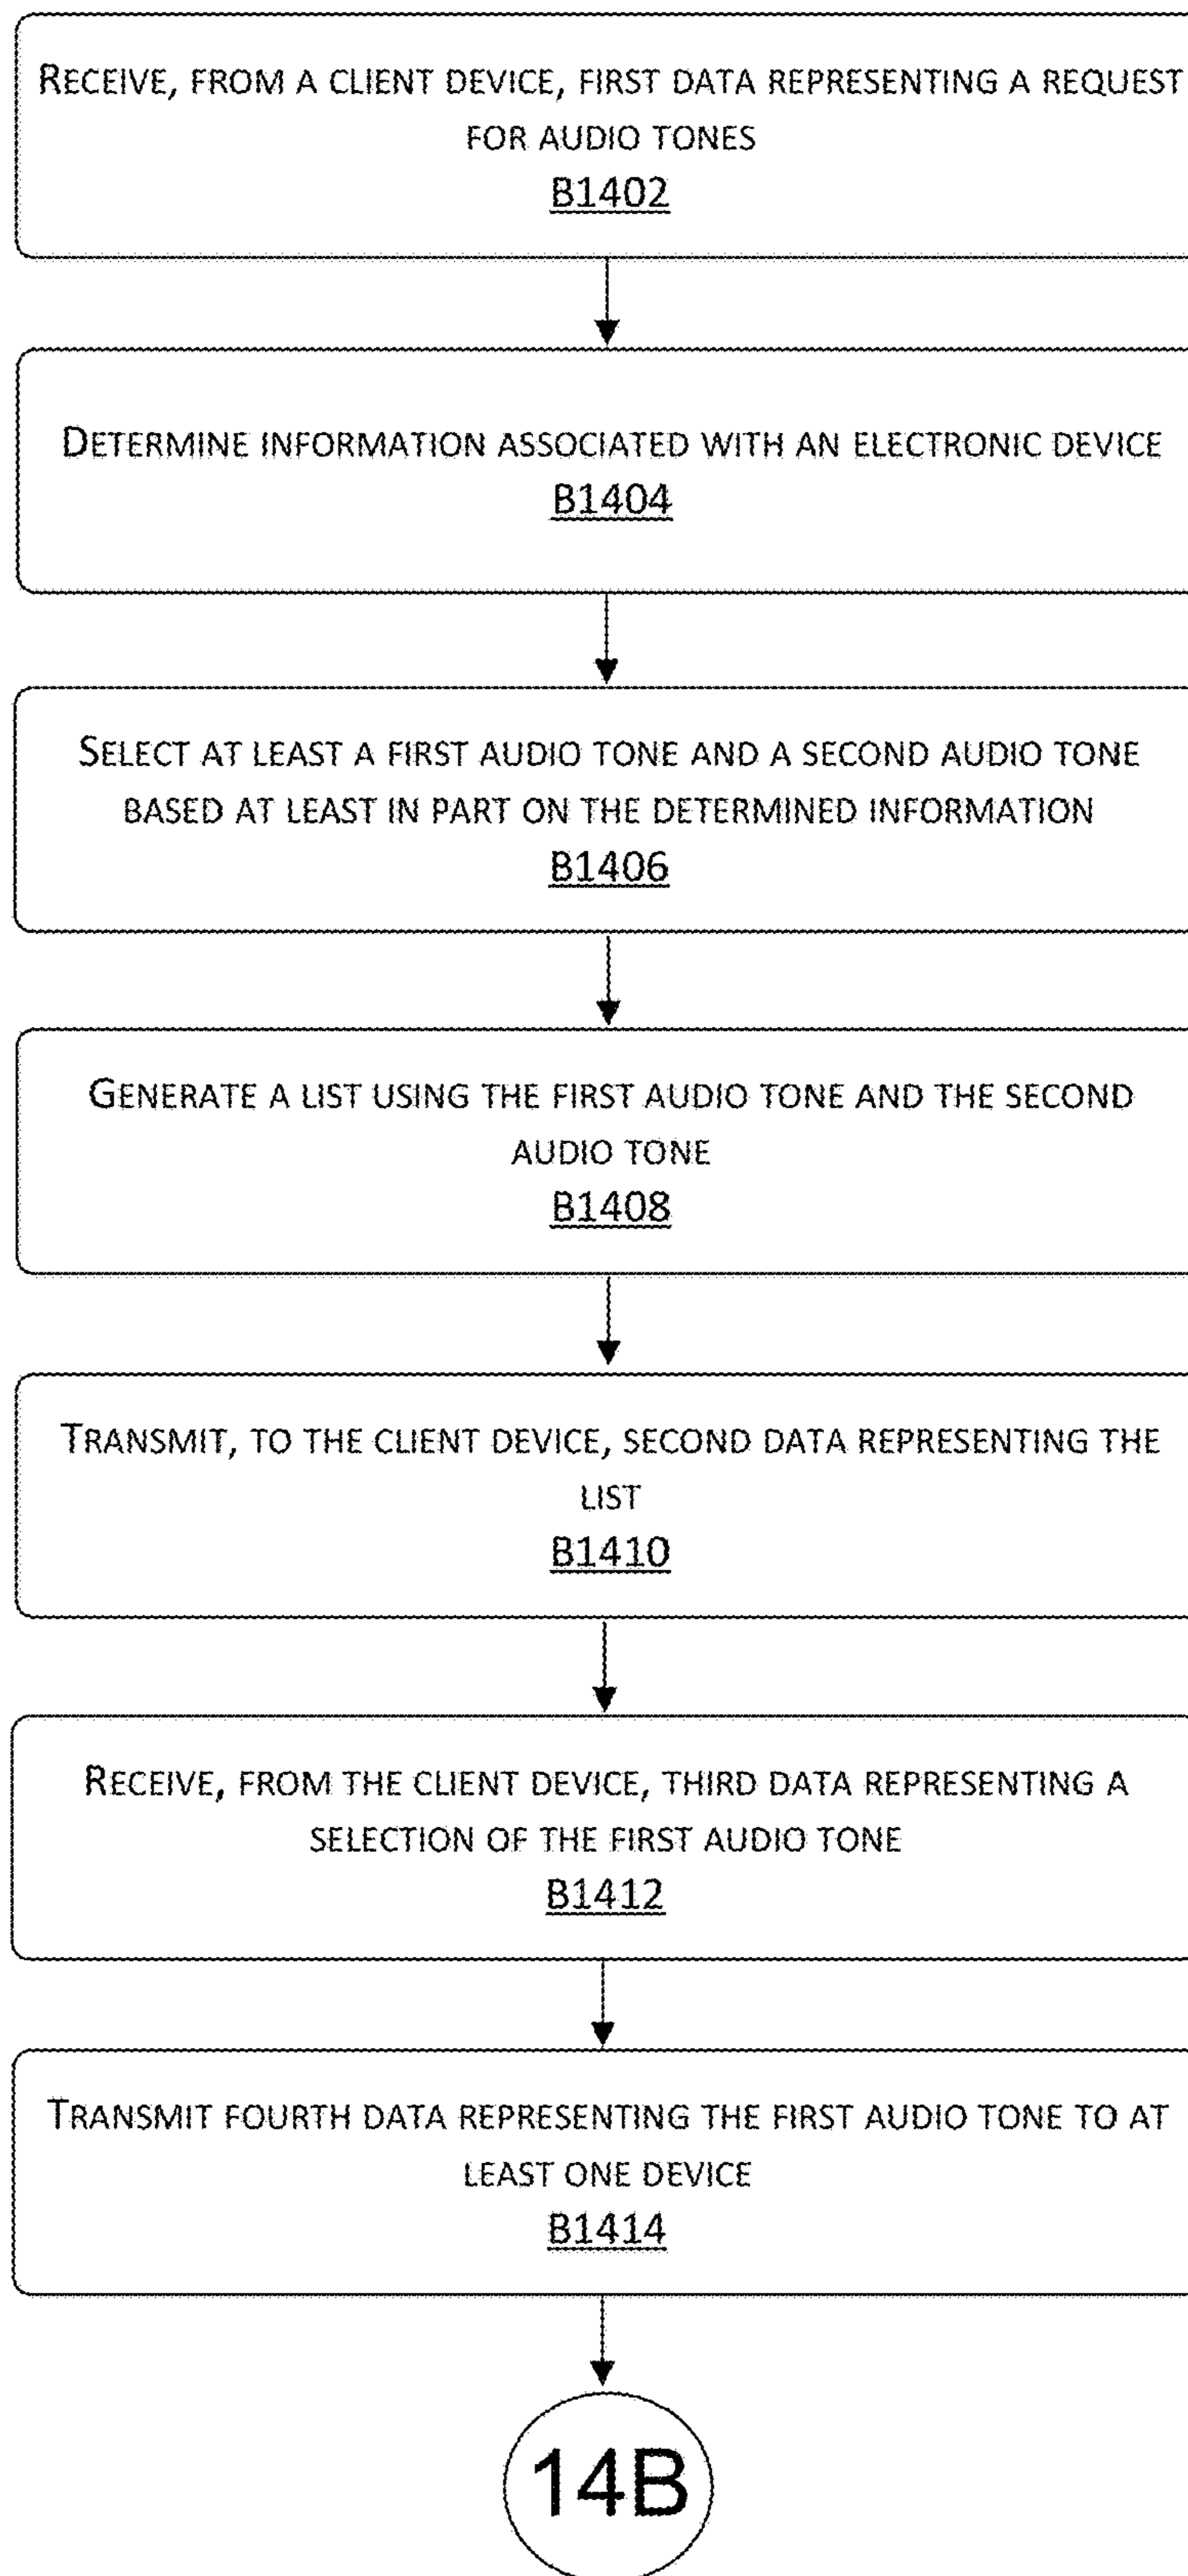 RECEIVE, FROM A CLIENT DEVICE, FIRST DATA REPRESENTING A REQUEST
FOR AUDIO TONES
B1402
DETERMINE INFORMATION ASSOCIATED WITH AN ELECTRONIC DEVICE
B1404
SELECT AT LEAST A FIRST AUDIO TONE AND A SECOND AUDIO TONE
BASED AT LEAST IN PART ON THE DETERMINED INFORMATION
B1406
GENERATE A LIST USING THE FIRST AUDIO TONE AND THE SECOND
AUDIO TONE
B1408
TRANSMIT, TO THE CLIENT DEVICE, SECOND DATA REPRESENTING THE
LIST
B1410
RECEIVE, FROM THE CLIENT DEVICE, THIRD DATA REPRESENTING A
SELECTION OF THE FIRST AUDIO TONE
B1412
TRANSMIT FOURTH DATA REPRESENTING THE FIRST AUDIO TONE TO AT
LEAST ONE DEVICE
B1414
14B